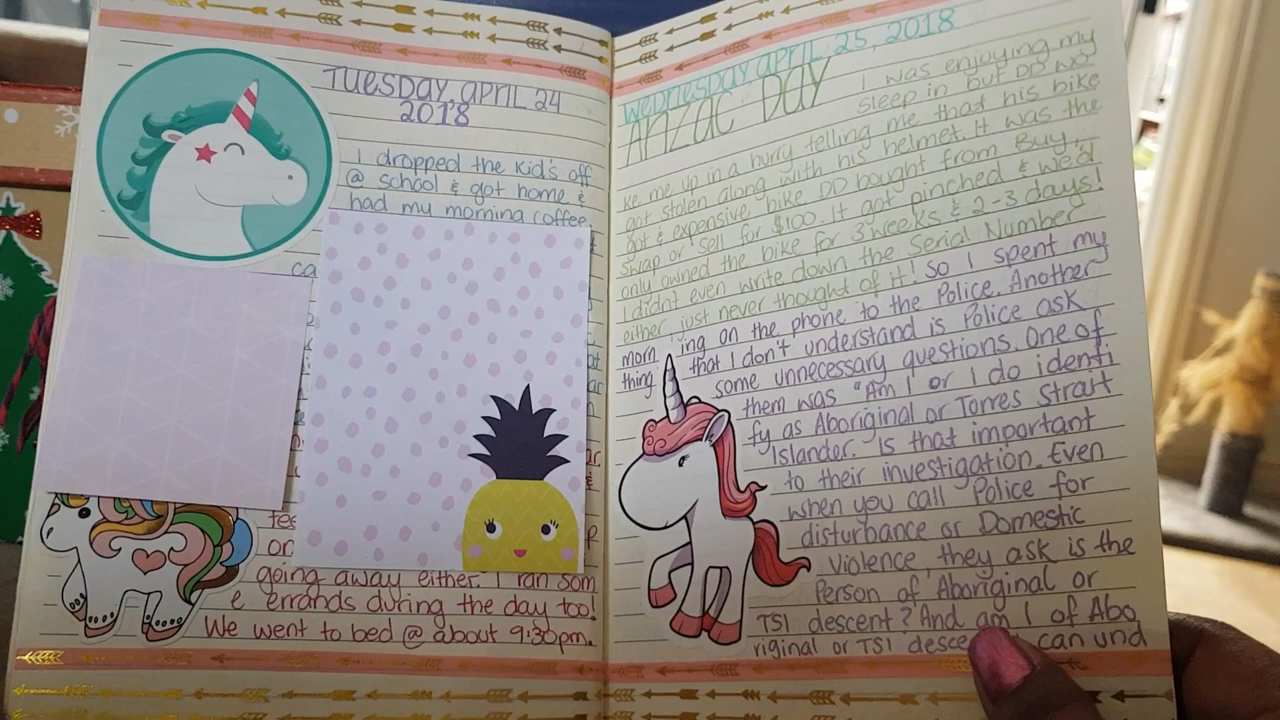 TUESDAY, APRIL 24
2018
I dropped the kid's off
@ school & got home &
had my morning coffee
ca
tes
on
going away either. I ran som
e errands during the day too!
We went to bed @ about 9:30pm.
Wednesday April 25, 2018
ANZAC DAY
I was enjoying my
sleep in but DD wo
ke me up in a hurry telling me that his bike
got stolen along with his helmet. It was the
1st & expensive bike DD bought from Buy,
swap or sell for $100. It got pinched & we'd
only owned the bike for 3 weeks & 2-3 days!
I didnt even write down the Serial Number
either, just never thought of it! So I spent my
morn ing on the phone to the Police. Another
thing that I don't understand is Police ask
some unnecessary questions. One of
them was "Am I or I do identi
fy as Aboriginal or Torres Strait
Islander. Is that important
to their investigation. Even
when you call Police for
disturbance or Domestic
Violence, they ask is the
Person of Aboriginal or
TSI descent? And am I of Abo
riginal or TSI desce can und